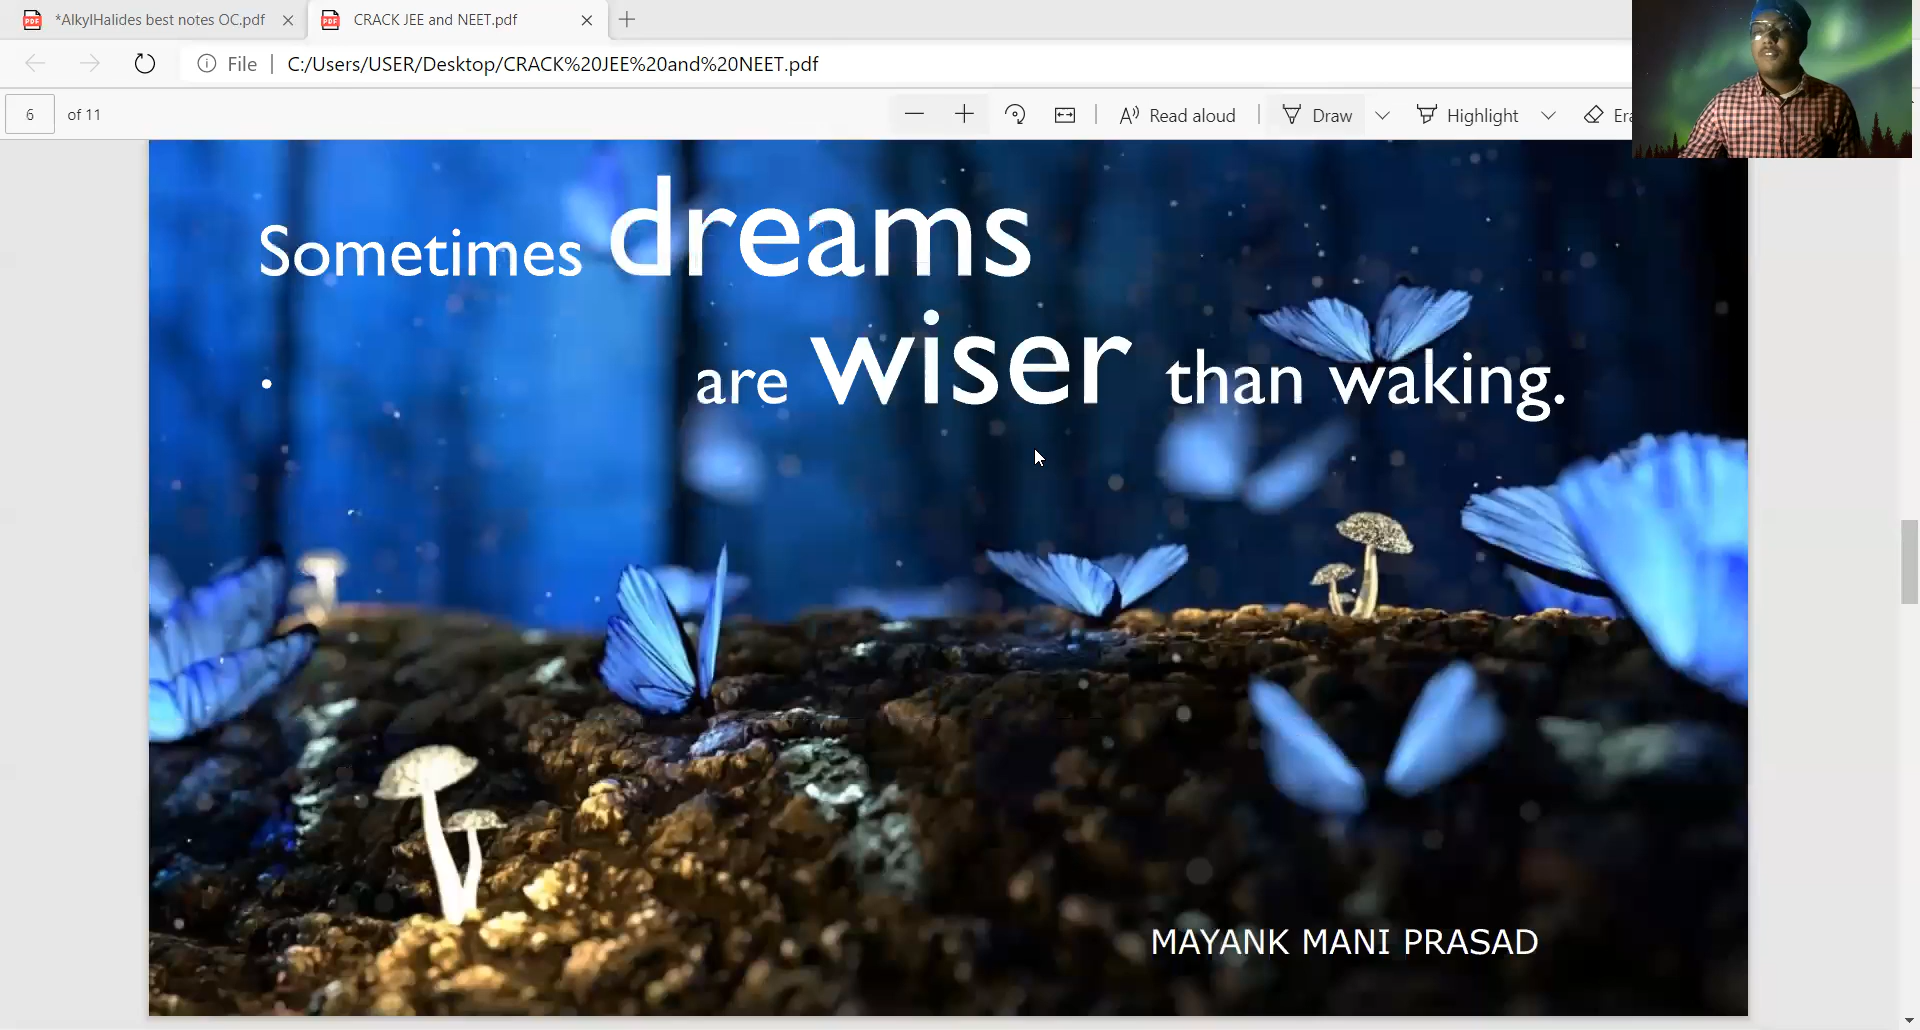 *AlkylHalides best notes OC.pdf
CRACK JEE and NEET.pdf
File
C:/Users/USER/Desktop/CRACK%20JEE%20and%20NEET.pdf
6 of 11
Read aloud
Draw
Highlight
Sometimes dreams
• are wiser than waking.
MAYANK MANI PRASAD